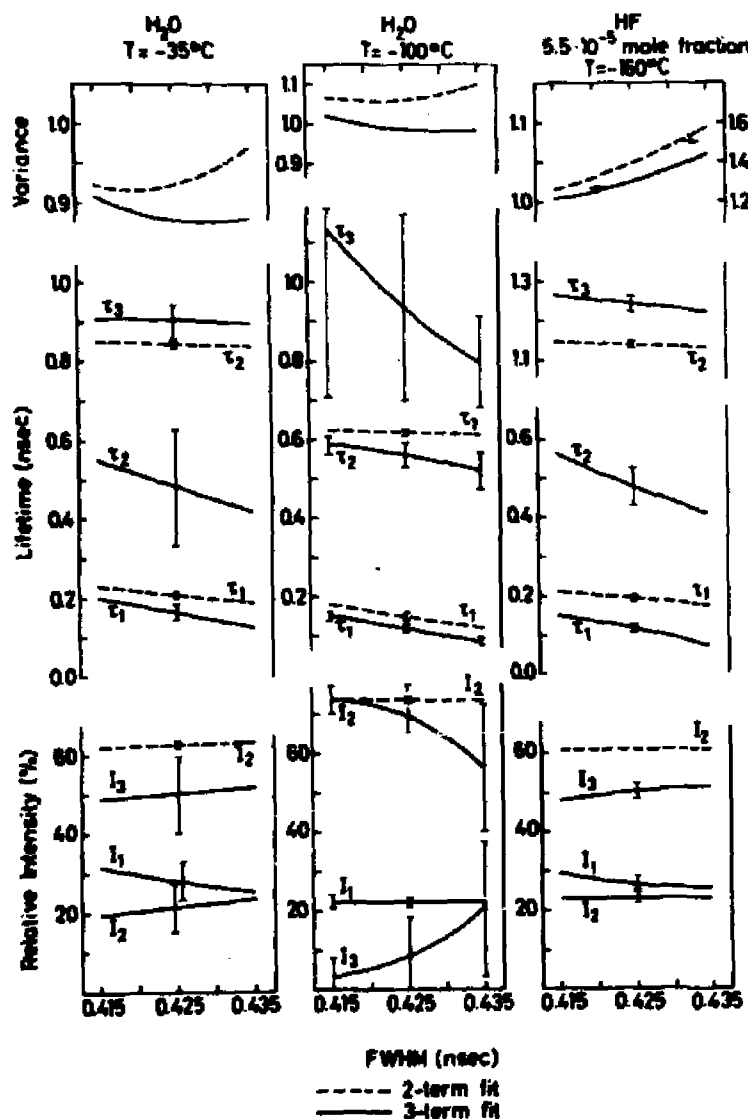 H2O
T = -35°C
H2O
T = -100°C
HF
5.5·10^-5 mole fraction
T = -160°C
Variance
1.0
0.9
1.1
1.0
0.9
1.1
1.0
1.6
1.4
1.2
Lifetime (nsec)
1.0
0.8
0.6
0.4
0.2
0.0
τ3
τ2
τ2
τ1
τ1
1.0
0.8
0.6
0.4
0.2
τ3
τ2
τ1
τ1
1.3
1.1
0.6
0.4
0.2
0.0
τ3
τ2
τ2
τ1
τ1
Relative Intensity (%)
60
40
20
I2
I3
I1
I2
60
40
20
I2
I2
I1
I3
60
40
20
I2
I3
I1
I2
0.415
0.425
0.435
0.415
0.425
0.435
0.415
0.425
0.435
FWHM (nsec)
2-term fit
3-term fit